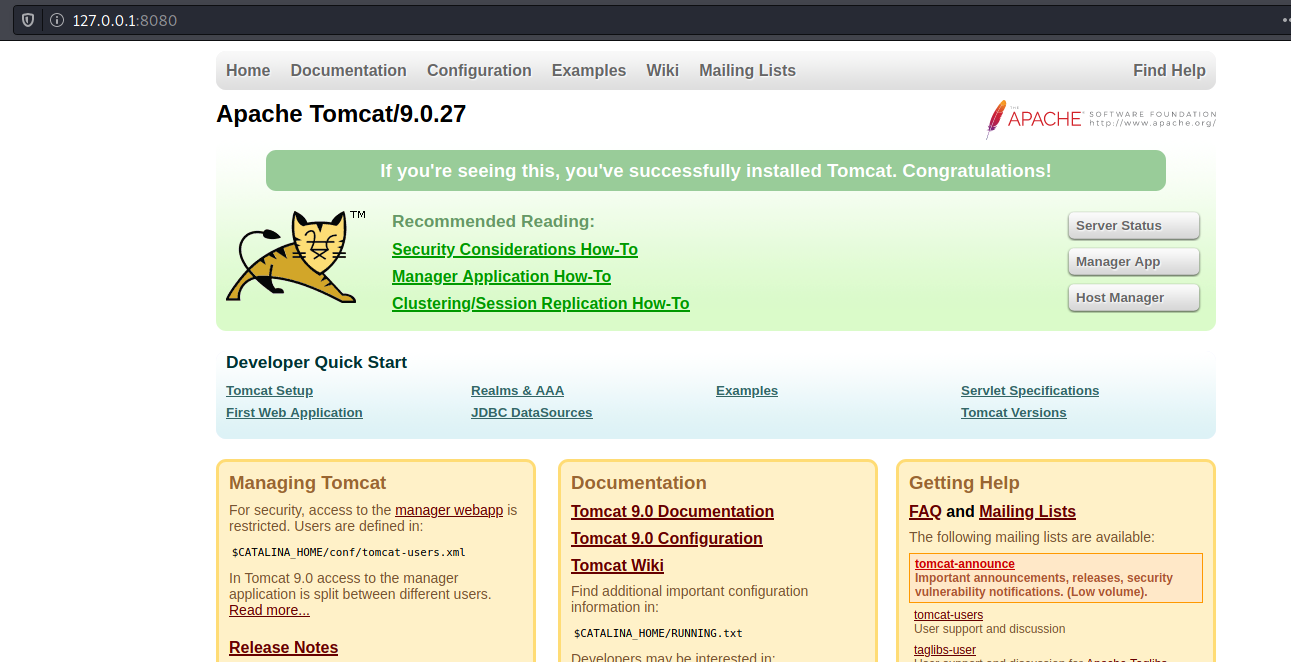 127.0.0.1:8080
Home Documentation Configuration Examples Wiki Mailing Lists Find Help
Apache Tomcat/9.0.27
THE
APACHE SOFTWARE FOUNDATION
http://www.apache.org/
If you're seeing this, you've successfully installed Tomcat. Congratulations!
TM
Recommended Reading:
Security Considerations How-To
Manager Application How-To
Clustering/Session Replication How-To
Server Status
Manager App
Host Manager
Developer Quick Start
Tomcat Setup Realms & AAA Examples Servlet Specifications
First Web Application JDBC DataSources Tomcat Versions
Managing Tomcat
For security, access to the manager webapp is
restricted. Users are defined in:
$CATALINA_HOME/conf/tomcat-users.xml
In Tomcat 9.0 access to the manager
application is split between different users.
Read more...
Release Notes
Documentation
Tomcat 9.0 Documentation
Tomcat 9.0 Configuration
Tomcat Wiki
Find additional important configuration
information in:
$CATALINA_HOME/RUNNING.txt
Developers may be interested in:
Getting Help
FAQ and Mailing Lists
The following mailing lists are available:
tomcat-announce
Important announcements, releases, security
vulnerability notifications. (Low volume).
tomcat-users
User support and discussion
taglibs-user
User support and discussion for Apache Taglibs